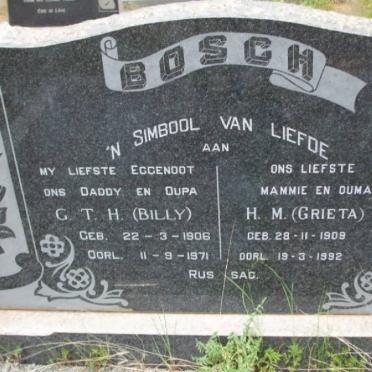 BOSCH
'N SIMBOOL VAN LIEFDE
AAN
MY LIEFSTE EGGENOOT
ONS DADDY EN OUPA
G. T. H. (BILLY)
GEB. 22-3-1906
OORL. 11-9-1971
ONS LIEFSTE
MAMMIE EN OUMA
H. M. (GRIETA)
GEB. 28-11-1909
OORL. 19-3-1992
RUS SAG.